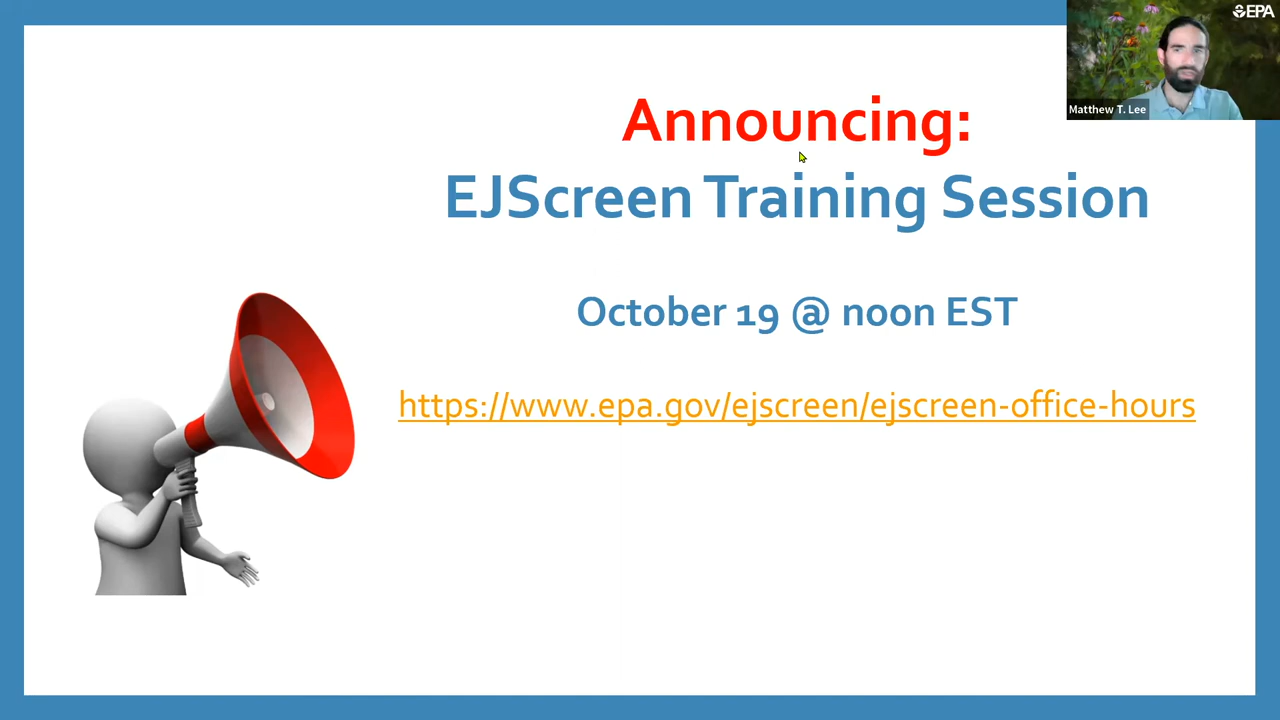 EPA
Matthew T. Lee
Announcing:
EJScreen Training Session
October 19 @ noon EST
https://www.epa.gov/ejscreen/ejscreen-office-hours